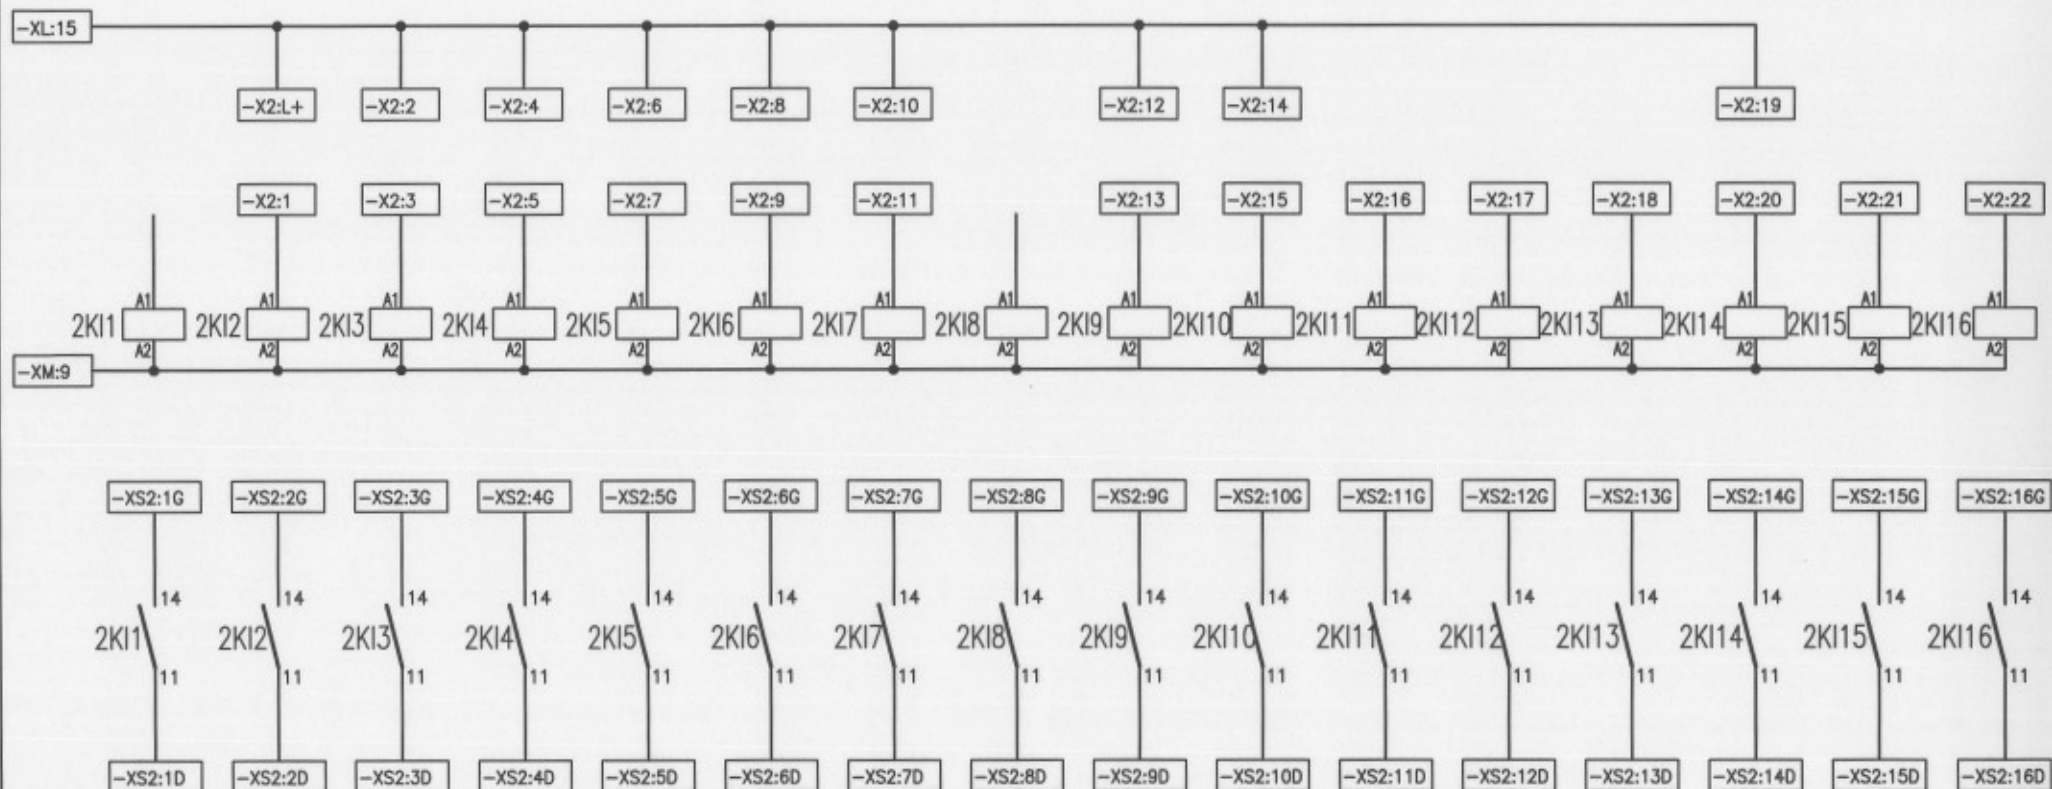 -XL:15
-X2:L+ -X2:2 -X2:4 -X2:6 -X2:8 -X2:10 -X2:12 -X2:14 -X2:19
-X2:1 -X2:3 -X2:5 -X2:7 -X2:9 -X2:11 -X2:13 -X2:15 -X2:16 -X2:17 -X2:18 -X2:20 -X2:21 -X2:22
A1 A1 A1 A1 A1 A1 A1 A1 A1 A1 A1 A1 A1 A1 A1 A1
2KI1 2KI2 2KI3 2KI4 2KI5 2KI6 2KI7 2KI8 2KI9 2KI10 2KI11 2KI12 2KI13 2KI14 2KI15 2KI16
A2 A2 A2 A2 A2 A2 A2 A2 A2 A2 A2 A2 A2 A2 A2 A2
-XM:9
-XS2:1G -XS2:2G -XS2:3G -XS2:4G -XS2:5G -XS2:6G -XS2:7G -XS2:8G -XS2:9G -XS2:10G -XS2:11G -XS2:12G -XS2:13G -XS2:14G -XS2:15G -XS2:16G
14 14 14 14 14 14 14 14 14 14 14 14 14 14 14 14
2KI1 2KI2 2KI3 2KI4 2KI5 2KI6 2KI7 2KI8 2KI9 2KI10 2KI11 2KI12 2KI13 2KI14 2KI15 2KI16
11 11 11 11 11 11 11 11 11 11 11 11 11 11 11 11
-XS2:1D -XS2:2D -XS2:3D -XS2:4D -XS2:5D -XS2:6D -XS2:7D -XS2:8D -XS2:9D -XS2:10D -XS2:11D -XS2:12D -XS2:13D -XS2:14D -XS2:15D -XS2:16D